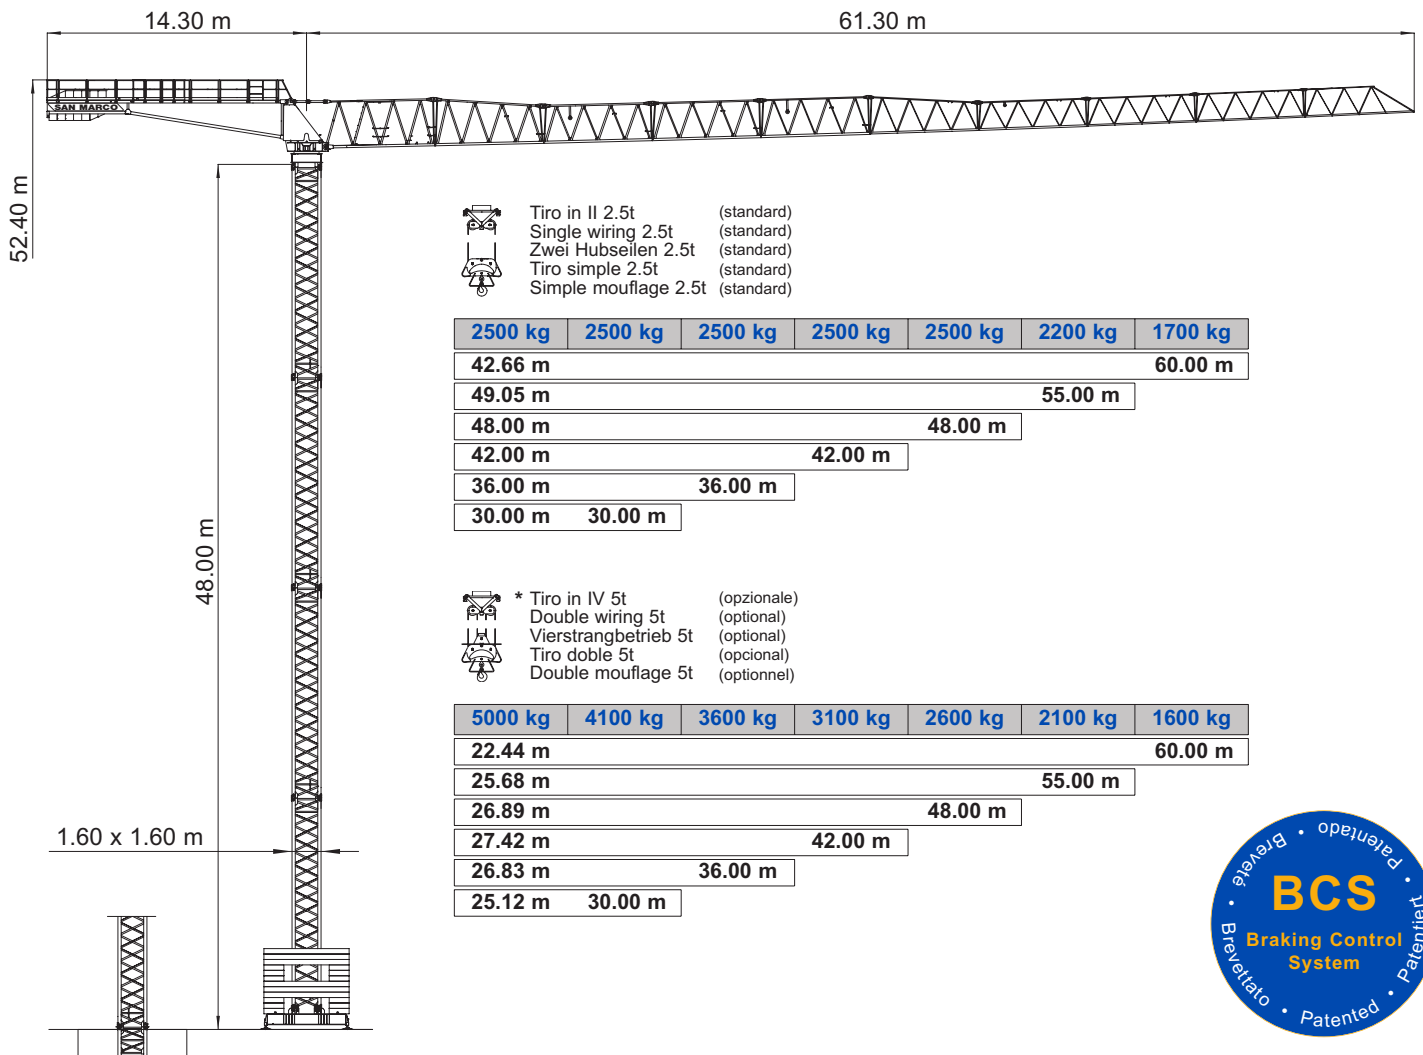 14.30 m
61.30 m
SAN MARCO
52.40 m
48.00 m
1.60 x 1.60 m
Tiro in II 2.5t (standard)
Single wiring 2.5t (standard)
Zwei Hubseilen 2.5t (standard)
Tiro simple 2.5t (standard)
Simple mouflage 2.5t (standard)
2500 kg 2500 kg 2500 kg 2500 kg 2500 kg 2200 kg 1700 kg
42.66 m 60.00 m
49.05 m 55.00 m
48.00 m 48.00 m
42.00 m 42.00 m
36.00 m 36.00 m
30.00 m 30.00 m
* Tiro in IV 5t (opzionale)
Double wiring 5t (optional)
Vierstrangbetrieb 5t (optional)
Tiro doble 5t (opcional)
Double mouflage 5t (optionnel)
5000 kg 4100 kg 3600 kg 3100 kg 2600 kg 2100 kg 1600 kg
22.44 m 60.00 m
25.68 m 55.00 m
26.89 m 48.00 m
27.42 m 42.00 m
26.83 m 36.00 m
25.12 m 30.00 m
BCS
Braking Control
System
Brevettato • Breveté • Patentado • Patentiert • Patented •